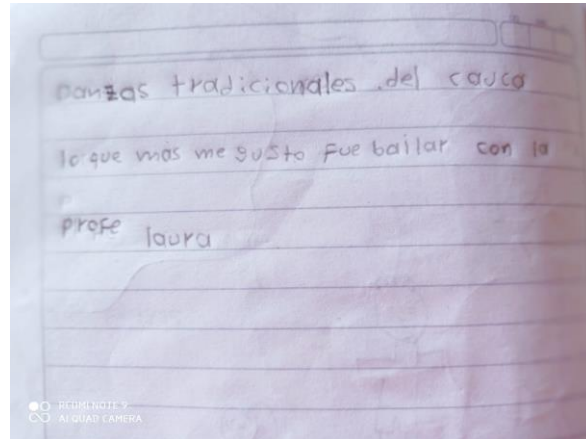 Danzas tradicionales .del cauca
lo que más me gusto fue bailar con la
profe laura
REDMI NOTE 9
AI QUAD CAMERA